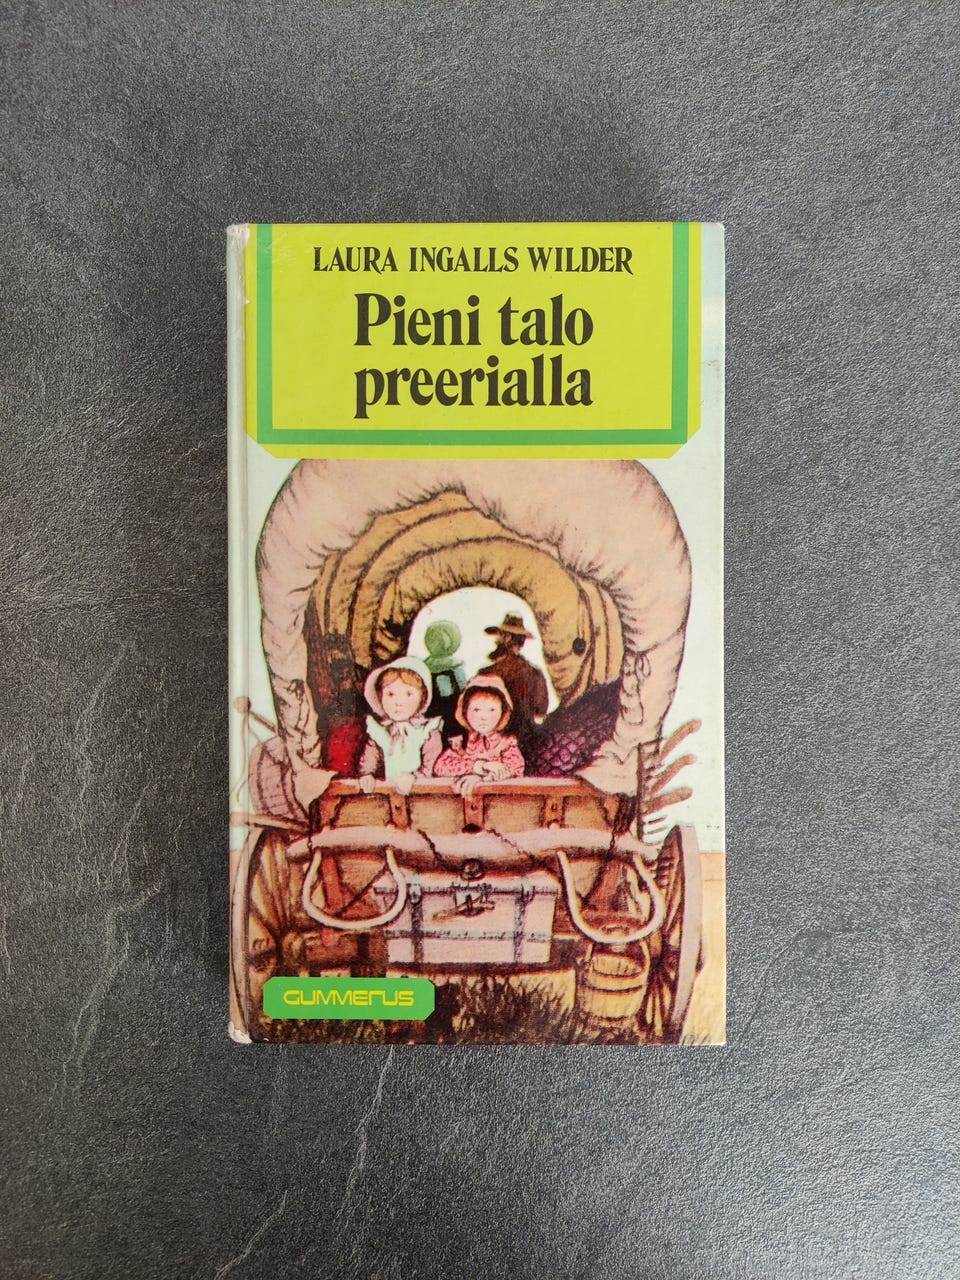 LAURA INGALLS WILDER
Pieni talo
preerialla
GUMMERUS